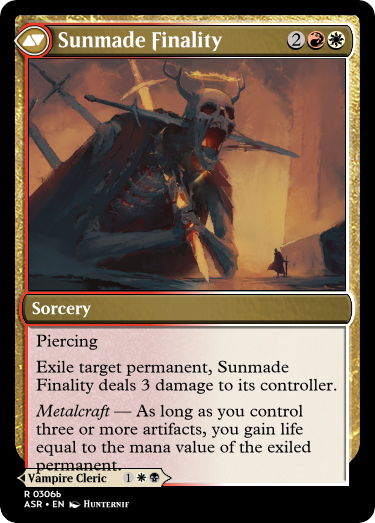 Sunmade Finality 2
Sorcery
Piercing
Exile target permanent, Sunmade
Finality deals 3 damage to its controller.
Metalcraft — As long as you control
three or more artifacts, you gain life
equal to the mana value of the exiled
permanent.
Vampire Cleric 1
R 0306b
ASR • EN Hunternif